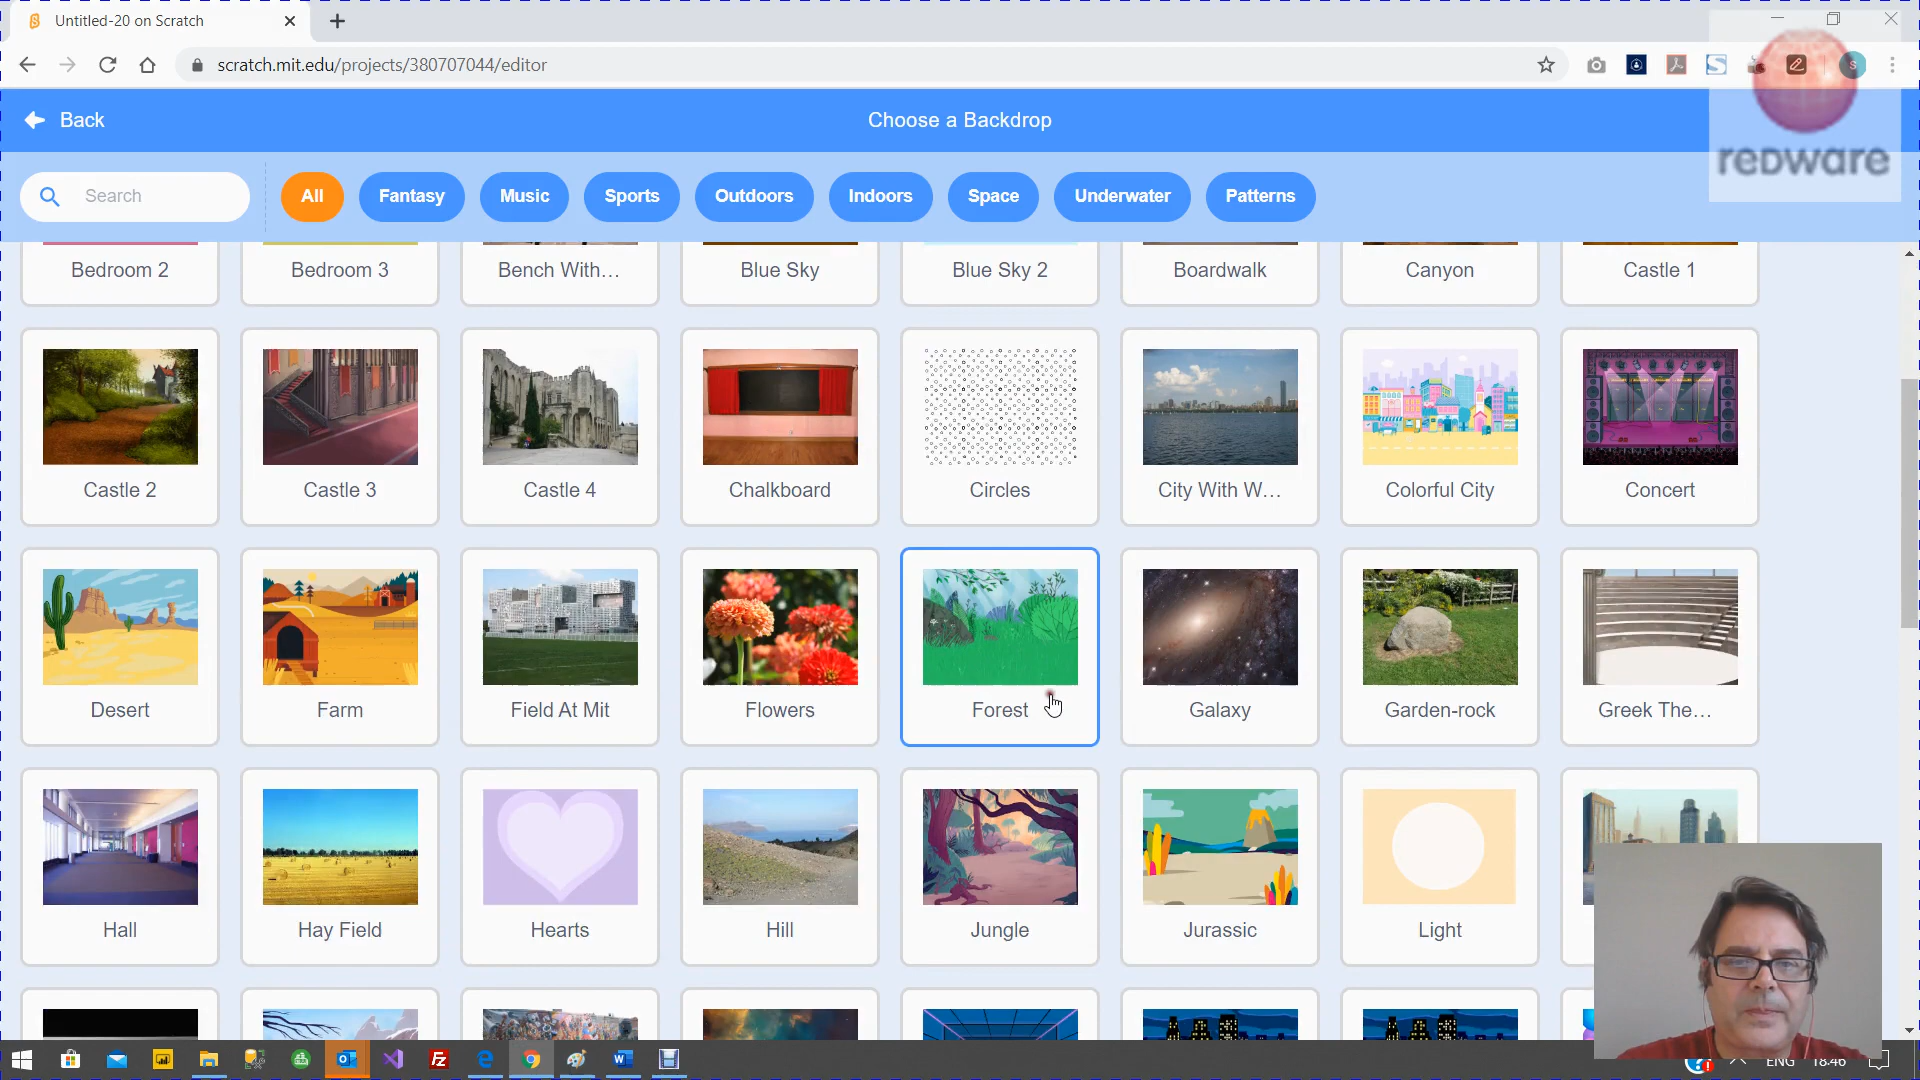 Untitled-20 on Scratch
scratch.mit.edu/projects/380707044/editor
Back
Choose a Backdrop
redware
Search
All
Fantasy
Music
Sports
Outdoors
Indoors
Space
Underwater
Patterns
Bedroom 2
Bedroom 3
Bench With...
Blue Sky
Blue Sky 2
Boardwalk
Canyon
Castle 1
Castle 2
Castle 3
Castle 4
Chalkboard
Circles
City With W...
Colorful City
Concert
Desert
Farm
Field At Mit
Flowers
Forest
Galaxy
Garden-rock
Greek The...
Hall
Hay Field
Hearts
Hill
Jungle
Jurassic
Light
ENG
18:46